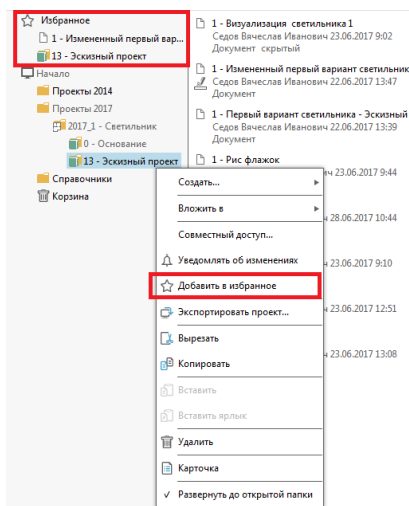 Избранное
1 - Измененный первый вар...
13 - Эскизный проект
Начало
Проекты 2014
Проекты 2017
2017_1 - Светильник
0 - Основание
13 - Эскизный проект
Справочники
Корзина
1 - Визуализация светильника 1
Седов Вячеслав Иванович 23.06.2017 9:02
Документ скрытый
1 - Измененный первый вариант светильник
Седов Вячеслав Иванович 22.06.2017 13:47
Документ
1 - Первый вариант светильника - Эскизный
Седов Вячеслав Иванович 22.06.2017 13:39
Документ
1 - Рис флажок
ич 23.06.2017 9:44
ч 28.06.2017 10:44
ч 23.06.2017 9:10
ч 23.06.2017 12:51
ч 23.06.2017 13:08
Создать...
Вложить в
Совместный доступ...
Уведомлять об изменениях
Добавить в избранное
Экспортировать проект...
Вырезать
Копировать
Вставить
Вставить ярлык
Удалить
Карточка
Развернуть до открытой папки